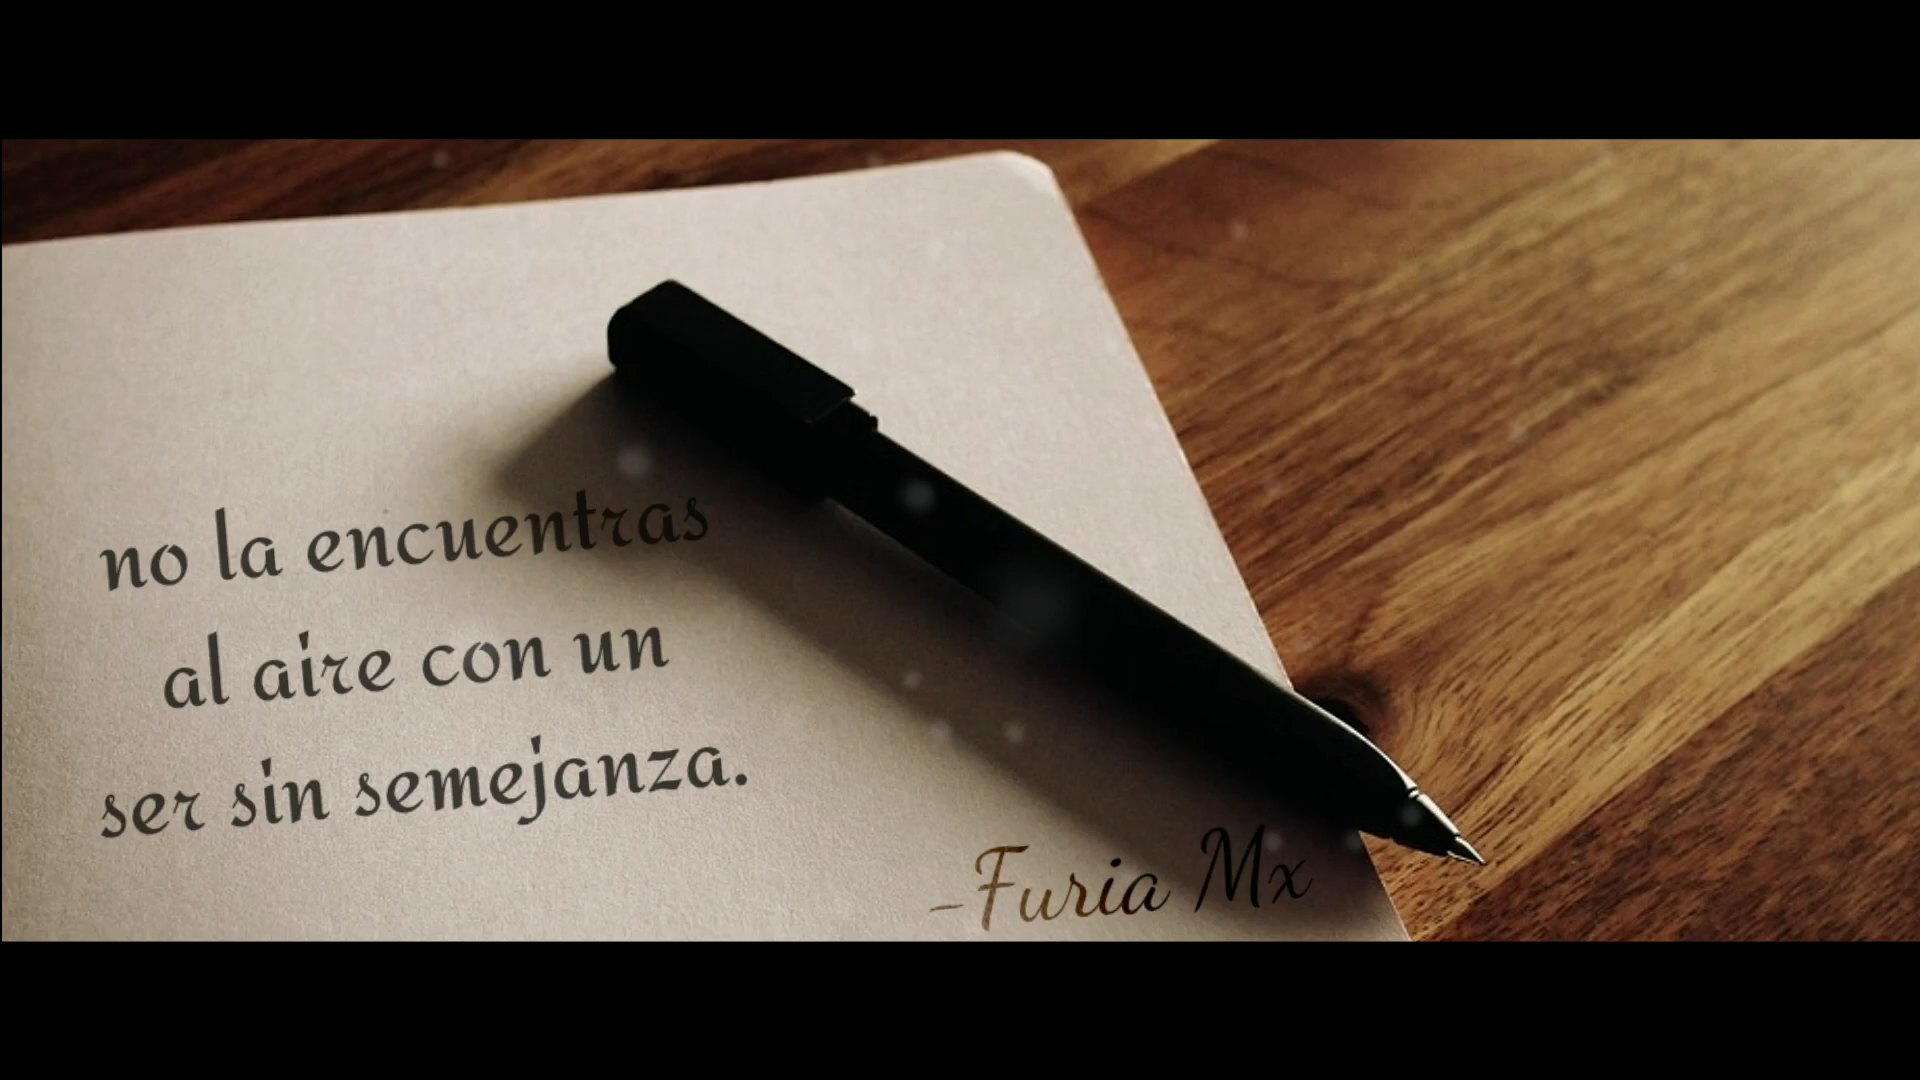 no la encuentras
al aire con un
ser sin semejanza.
-Furia Mx